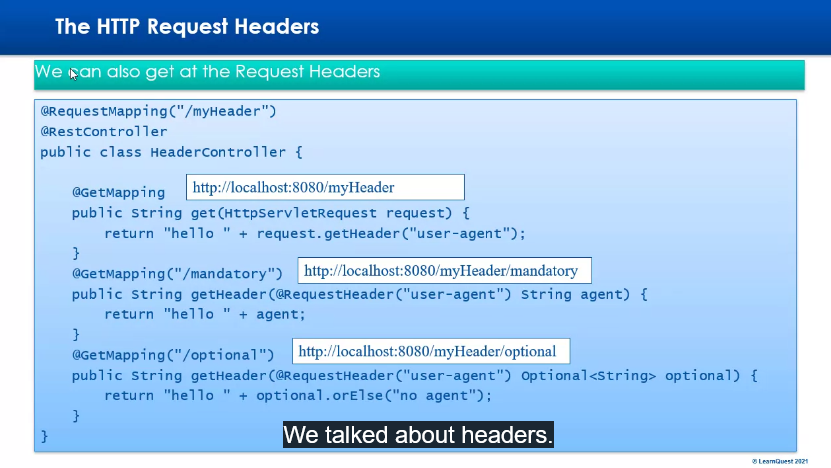 The HTTP Request Headers
We can also get at the Request Headers
@RequestMapping("/myHeader")
@RestController
public class HeaderController {
@GetMapping
http://localhost:8080/myHeader
public String get(HttpServletRequest request) {
return "hello " + request.getHeader("user-agent");
}
@GetMapping("/mandatory")
http://localhost:8080/myHeader/mandatory
public String getHeader(@RequestHeader("user-agent") String agent) {
return "hello " + agent;
}
@GetMapping("/optional")
http://localhost:8080/myHeader/optional
public String getHeader(@RequestHeader("user-agent") Optional<String> optional) {
return "hello " + optional.orElse("no agent");
}
}
We talked about headers.
© LearnQuest 2021